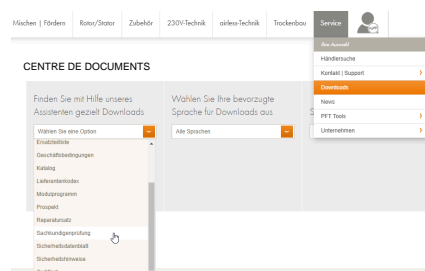 Mischen | Fördern Rotor/Stator Zubehör 230V-Technik airless-Technik Trockenbau Service
Ihre Auswahl
Händlersuche
Kontakt | Support
Downloads
News
PFT Tools
Unternehmen
CENTRE DE DOCUMENTS
Finden Sie mit Hilfe unseres
Assistenten gezielt Downloads
Wählen Sie eine Option
Ersatzteilliste
Geschäftsbedingungen
Katalog
Lieferantenkodex
Modulprogramm
Prospekt
Reparatursatz
Sachkundigenprüfung
Sicherheitsdatenblatt
Sicherheitshinweise
Wählen Sie Ihre bevorzugte
Sprache für Downloads aus
Alle Sprachen
S